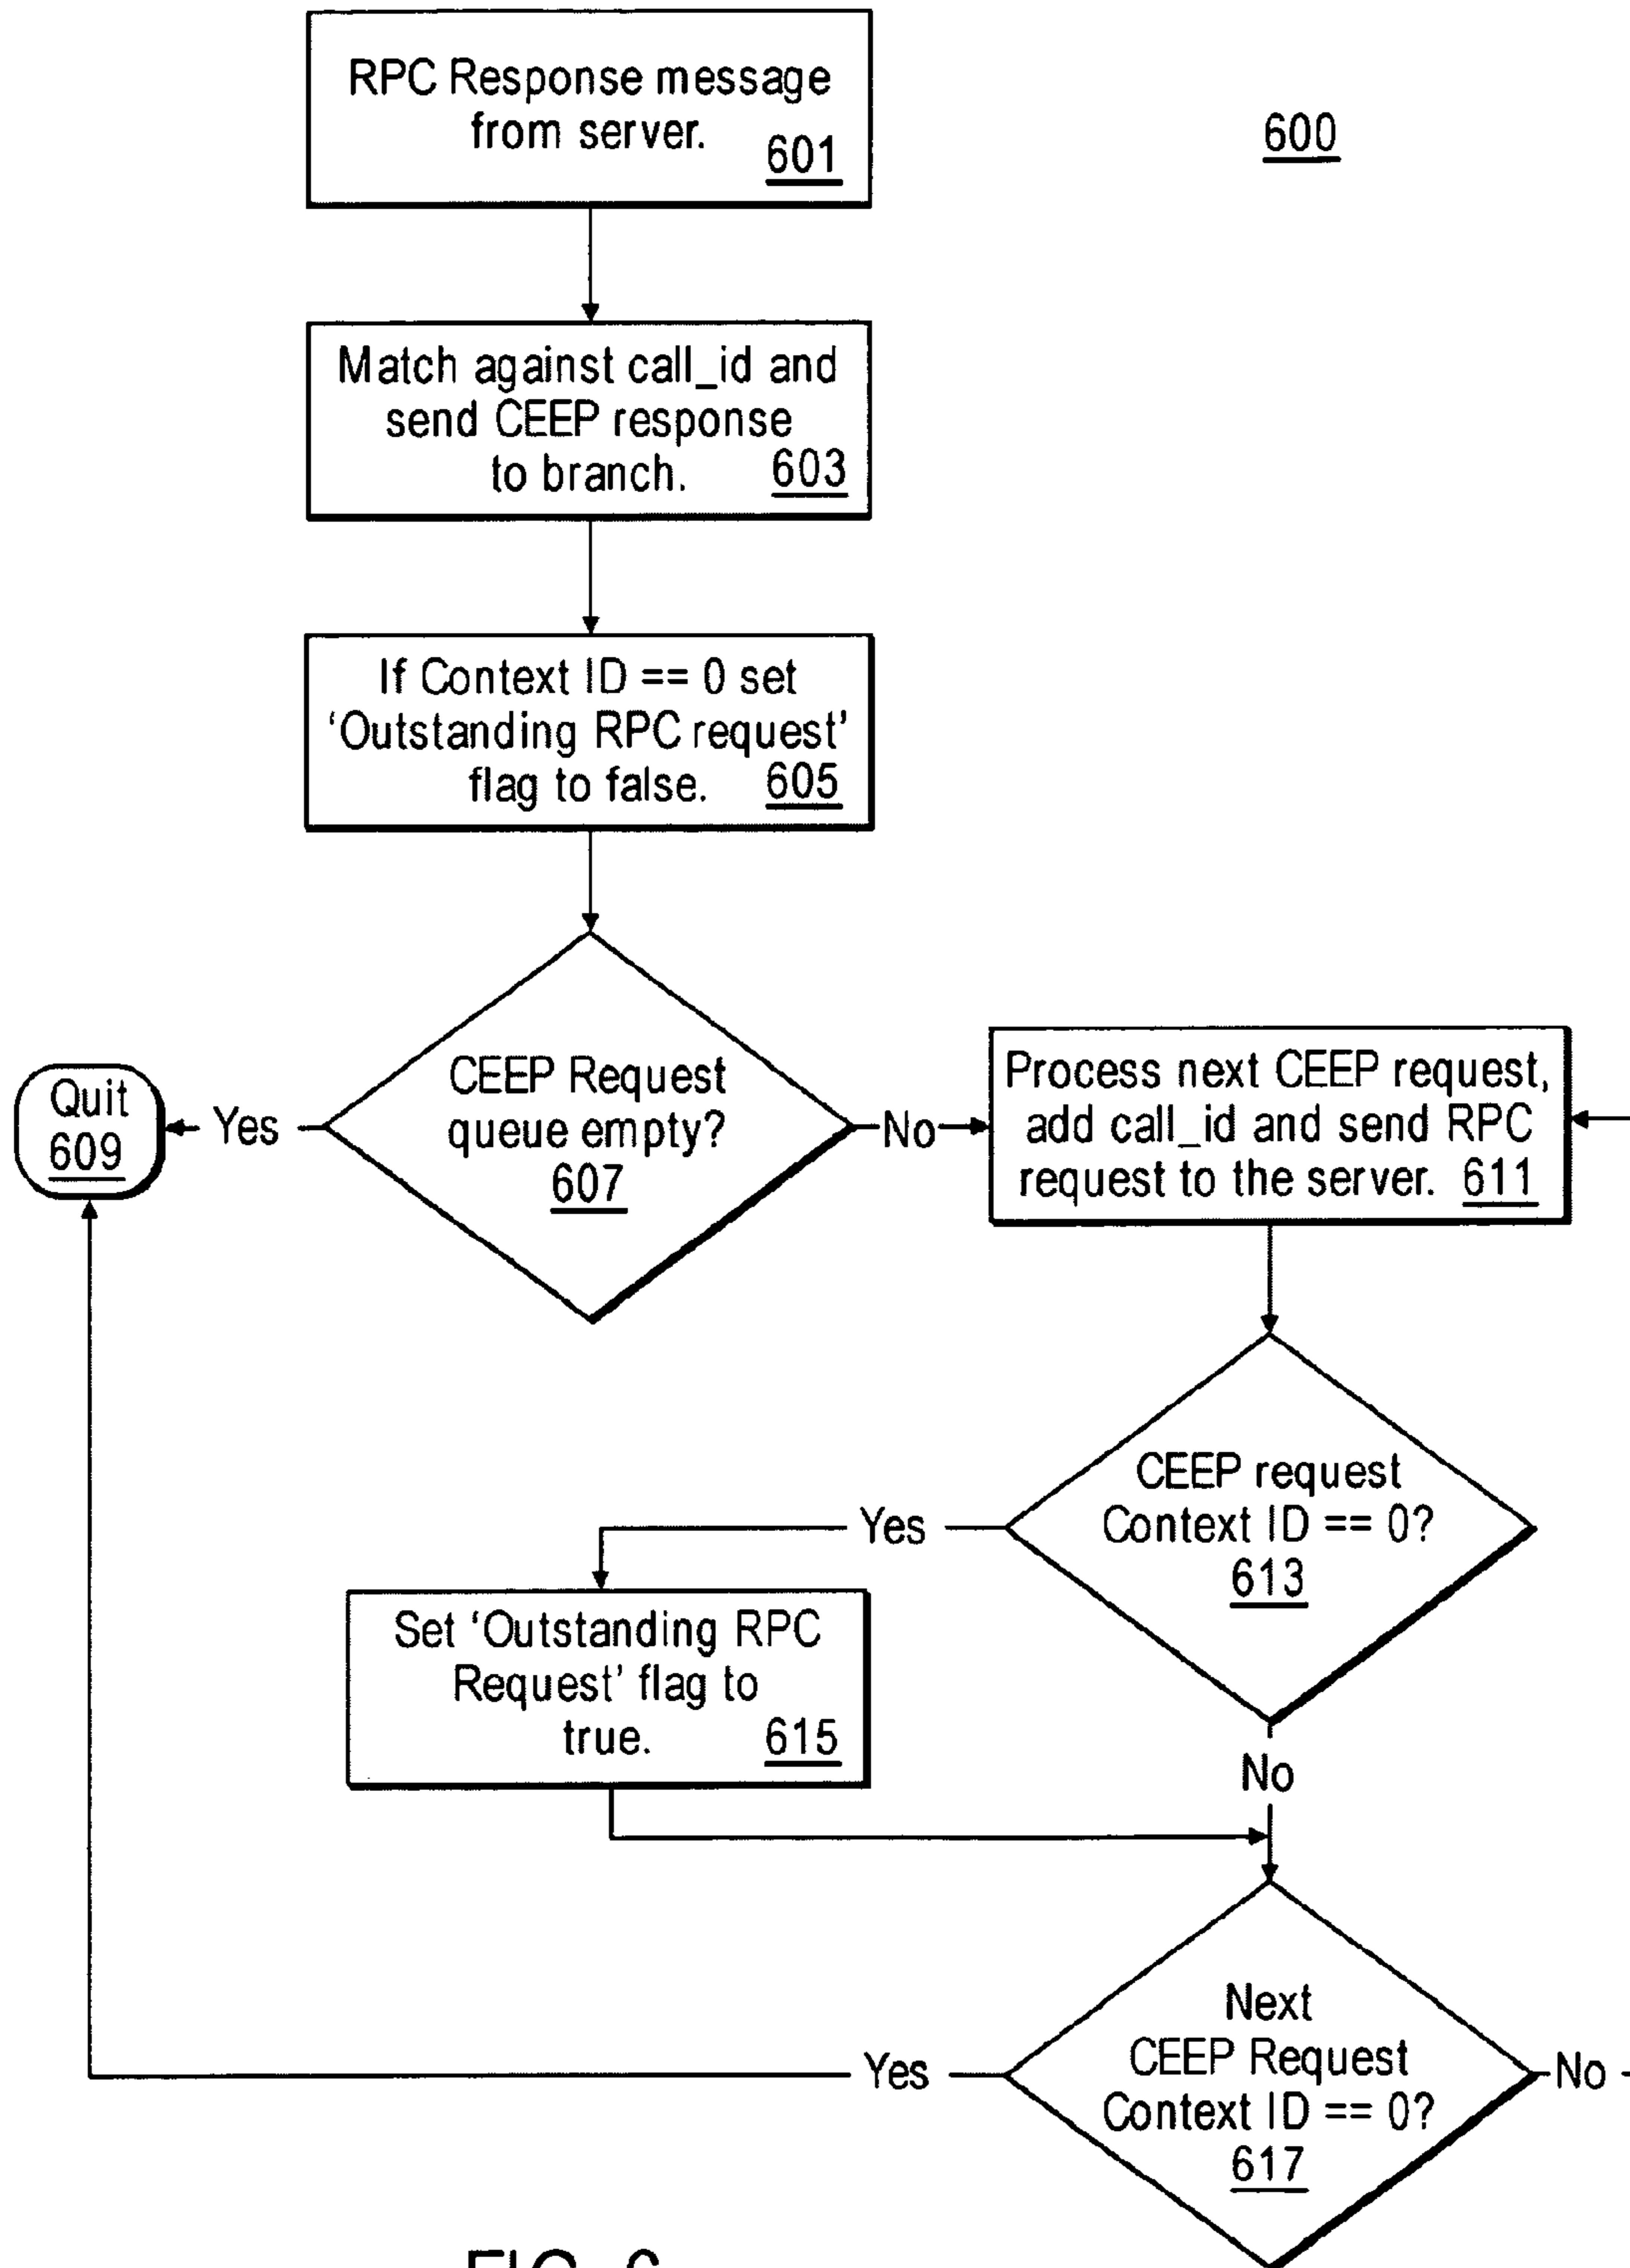 RPC Response message
from server. 601
600
Match against call_id and
send CEEP response
to branch. 603
If Context ID == 0 set
‘Outstanding RPC request’
flag to false. 605
CEEP Request
queue empty?
607
Yes
Quit
609
No
Process next CEEP request,
add call_id and send RPC
request to the server. 611
CEEP request
Context ID == 0?
613
Yes
Set ‘Outstanding RPC
Request’ flag to
true. 615
No
Next
CEEP Request
Context ID == 0?
617
Yes
No
FIG. 6